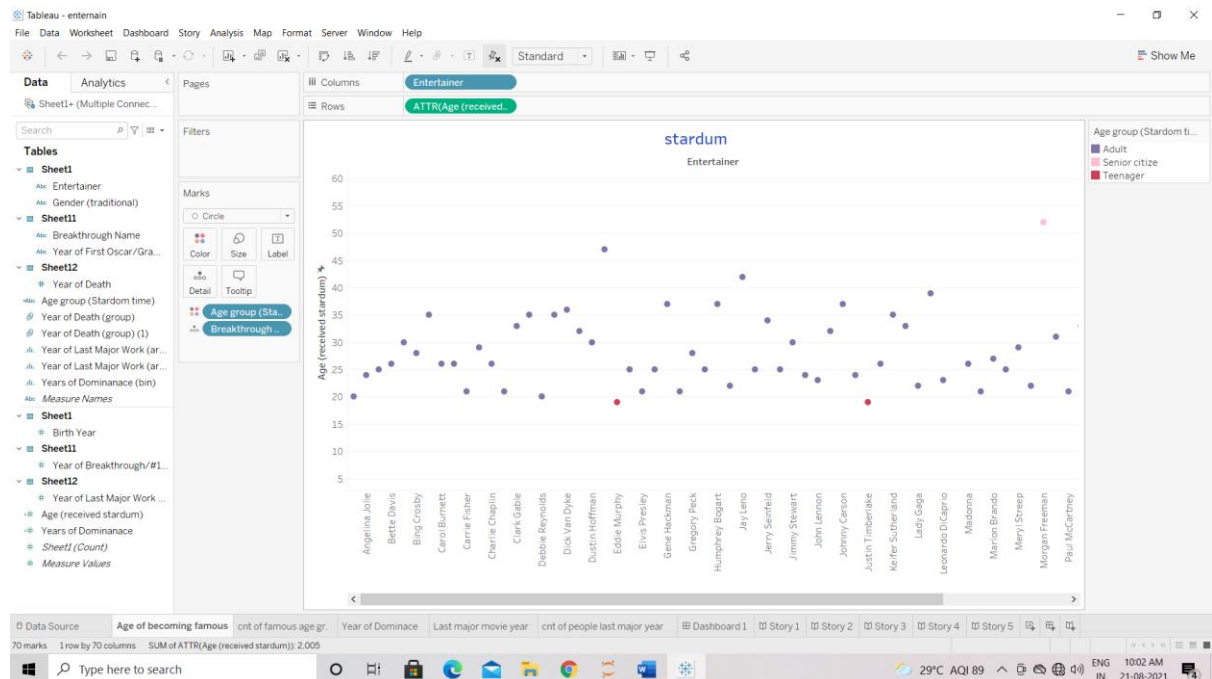 Tableau - enternain
File Data Worksheet Dashboard Story Analysis Map Format Server Window Help
Standard
Show Me
Data Analytics
Sheet1+ (Multiple Connec...
Search
Tables
Sheet1
Abc Entertainer
Abc Gender (traditional)
Sheet11
Abc Breakthrough Name
Abc Year of First Oscar/Gra...
Sheet12
# Year of Death
Abc Age group (Stardom time)
Year of Death (group)
Year of Death (group) (1)
Year of Last Major Work (ar...
Year of Last Major Work (ar...
Years of Dominanace (bin)
Abc Measure Names
Sheet1
# Birth Year
Sheet11
# Year of Breakthrough/#1...
Sheet12
# Year of Last Major Work ...
Age (received stardum)
Years of Dominanace
# Sheet1 (Count)
# Measure Values
Pages
Filters
Marks
Circle
Color Size Label
Detail Tooltip
Age group (Sta..
Breakthrough ..
Columns Entertainer
Rows ATTR(Age (received..
stardum
Entertainer
Age (received stardum)
60
55
50
45
40
35
30
25
20
15
10
5
Angelina Jolie
Bette Davis
Bing Crosby
Carol Burnett
Carrie Fisher
Charlie Chaplin
Clark Gable
Debbie Reynolds
Dick Van Dyke
Dustin Hoffman
Eddie Murphy
Elvis Presley
Gene Hackman
Gregory Peck
Humphrey Bogart
Jay Leno
Jerry Seinfeld
Jimmy Stewart
John Lennon
Johnny Carson
Justin Timberlake
Keifer Sutherland
Lady Gaga
Leonardo DiCaprio
Madonna
Marlon Brando
Meryl Streep
Morgan Freeman
Paul McCartney
Age group (Stardom ti...
Adult
Senior citize
Teenager
Data Source Age of becoming famous cnt of famous age gr. Year of Dominace Last major movie year cnt of people last major year Dashboard 1 Story 1 Story 2 Story 3 Story 4 Story 5
70 marks 1 row by 70 columns SUM of ATTR(Age (received stardum)): 2,005
Type here to search
29°C AQI 89
ENG
IN
10:02 AM
21-08-2021
4